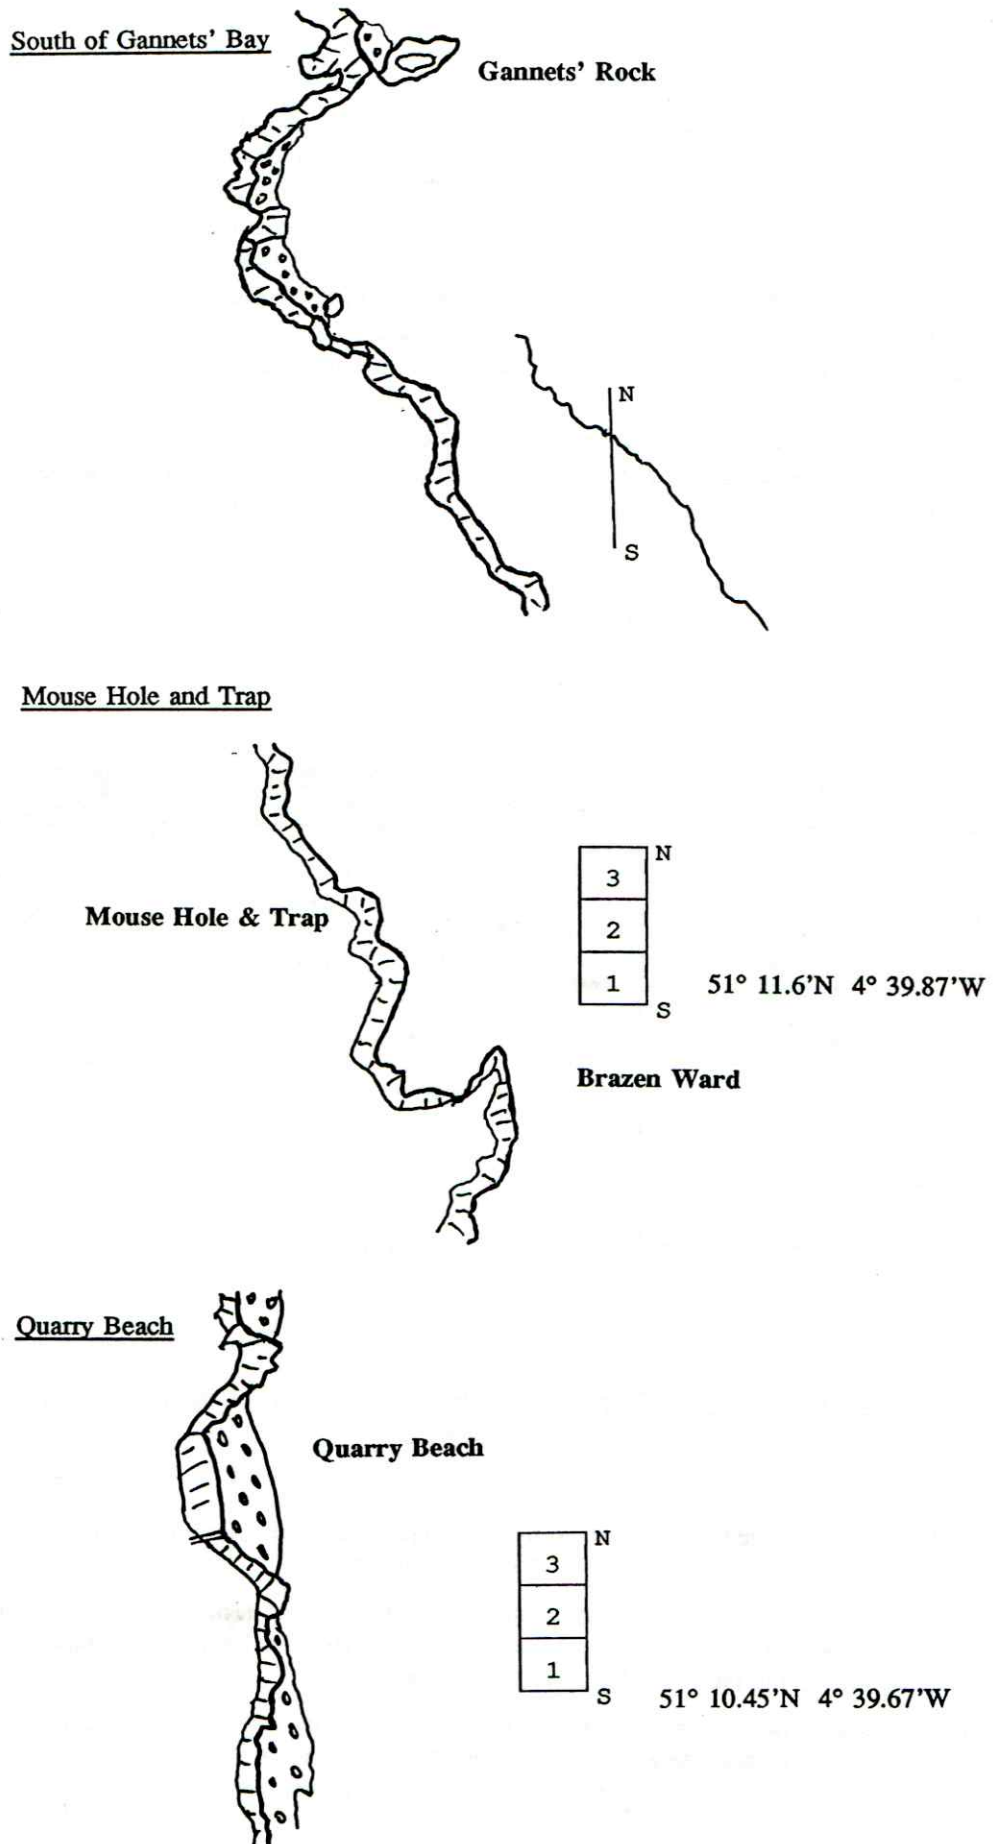 South of Gannets' Bay
Gannets' Rock
N
S
Mouse Hole and Trap
Mouse Hole & Trap
N
3
2
1
S
51° 11.6'N 4° 39.87'W
Brazen Ward
Quarry Beach
Quarry Beach
N
3
2
1
S
51° 10.45'N 4° 39.67'W